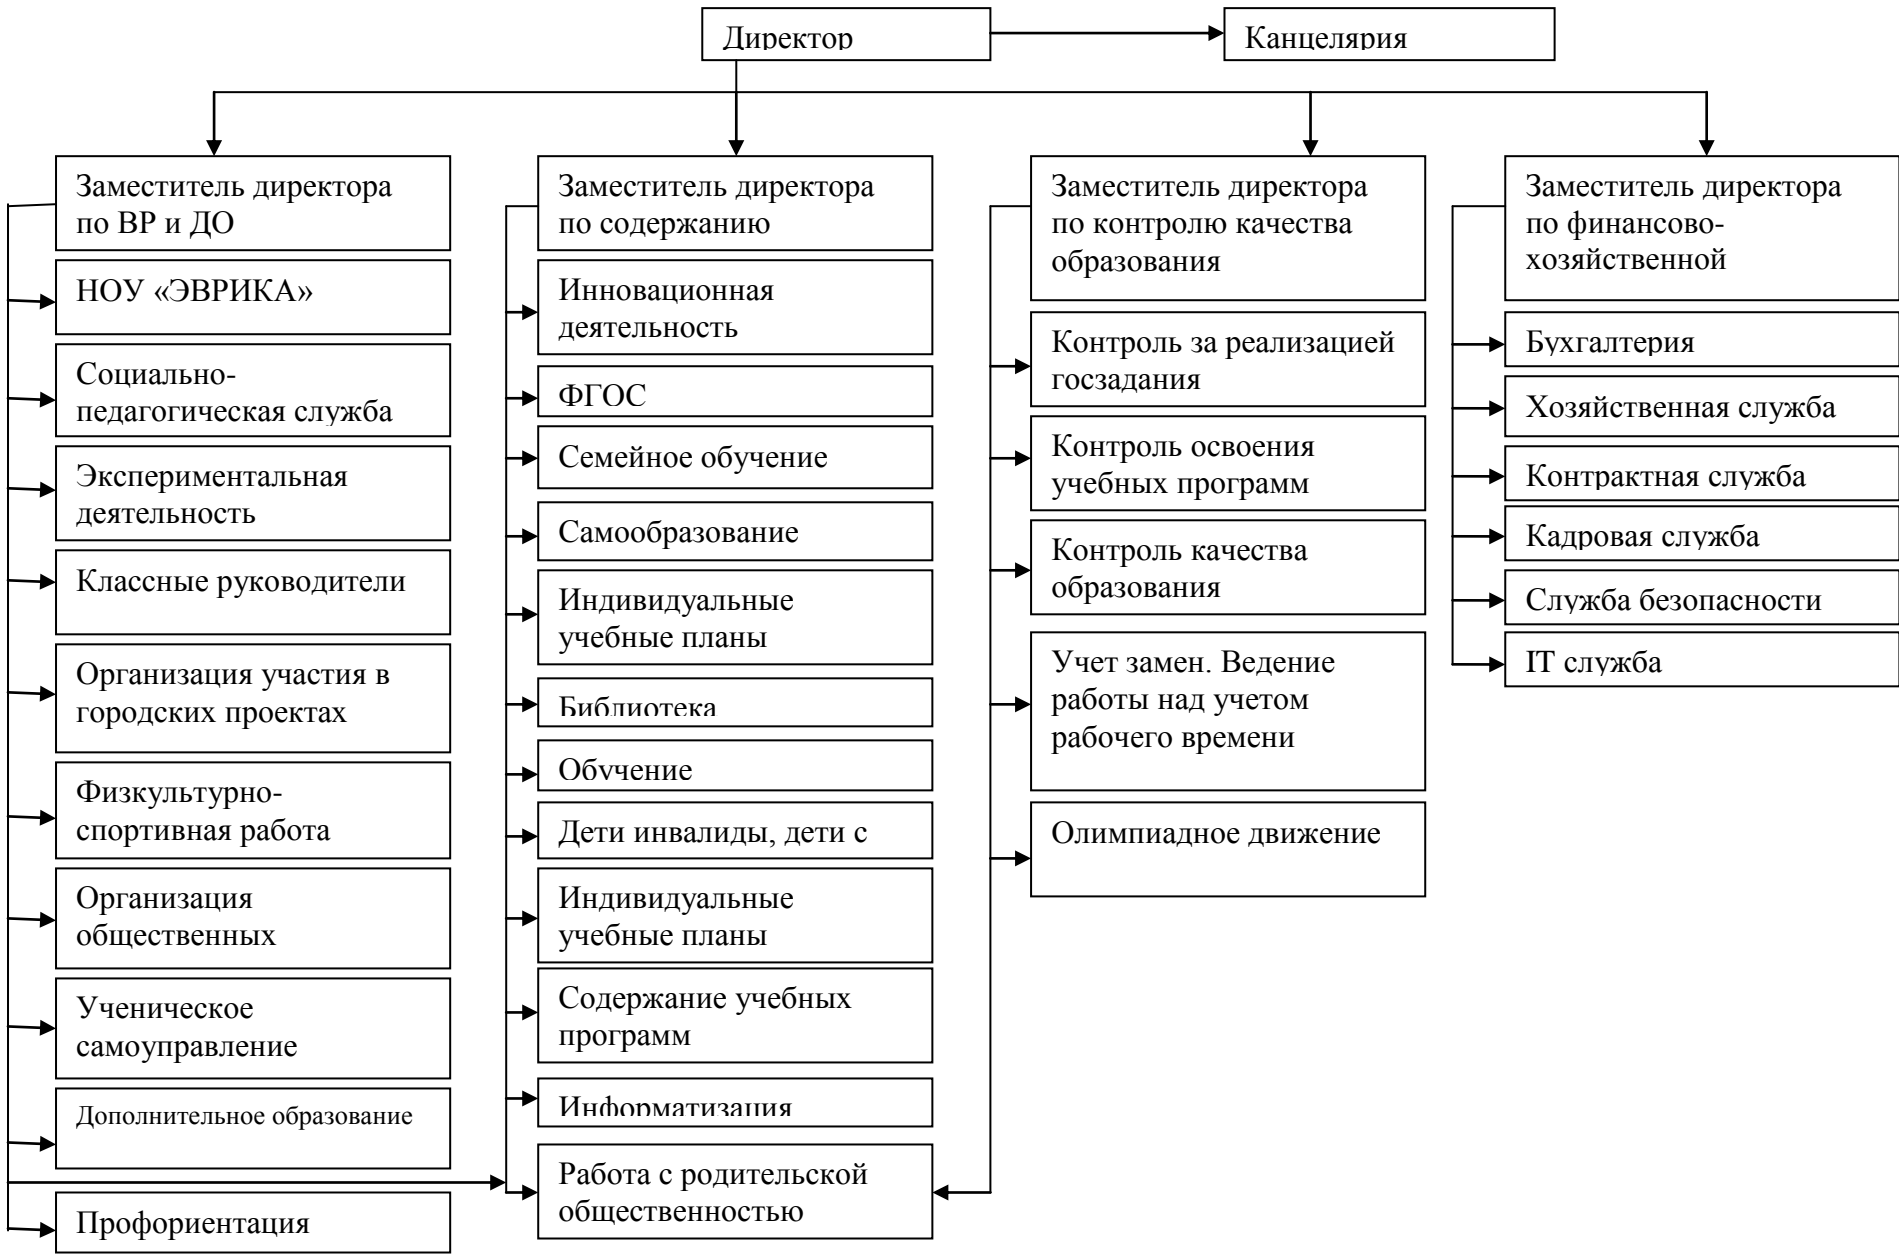 Директор
Канцелярия
Заместитель директора
по ВР и ДО
НОУ «ЭВРИКА»
Социально-
педагогическая служба
Экспериментальная
деятельность
Классные руководители
Организация участия в
городских проектах
Физкультурно-
спортивная работа
Организация
общественных
Ученическое
самоуправление
Дополнительное образование
Профориентация
Заместитель директора
по содержанию
Инновационная
деятельность
ФГОС
Семейное обучение
Самообразование
Индивидуальные
учебные планы
Библиотека
Обучение
Дети инвалиды, дети с
Индивидуальные
учебные планы
Содержание учебных
программ
Информатизация
Работа с родительской
общественностью
Заместитель директора
по контролю качества
образования
Контроль за реализацией
госзадания
Контроль освоения
учебных программ
Контроль качества
образования
Учет замен. Ведение
работы над учетом
рабочего времени
Олимпиадное движение
Заместитель директора
по финансово-
хозяйственной
Бухгалтерия
Хозяйственная служба
Контрактная служба
Кадровая служба
Служба безопасности
IT служба